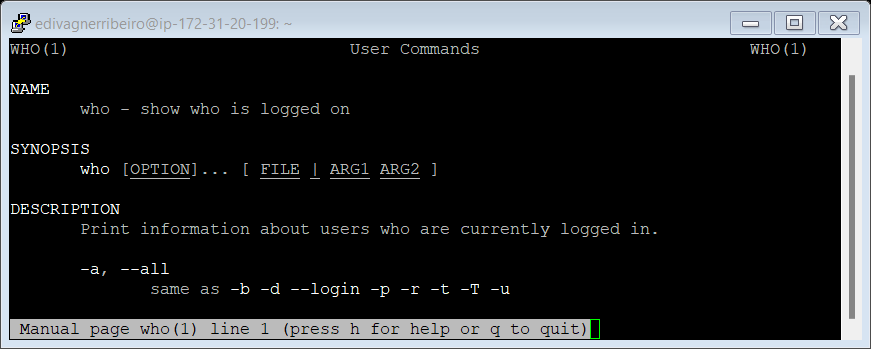 edivagnerribeiro@ip-172-31-20-199: ~
WHO(1) User Commands WHO(1)
NAME
who - show who is logged on
SYNOPSIS
who [OPTION]... [ FILE | ARG1 ARG2 ]
DESCRIPTION
Print information about users who are currently logged in.
-a, --all
same as -b -d --login -p -r -t -T -u
Manual page who(1) line 1 (press h for help or q to quit)